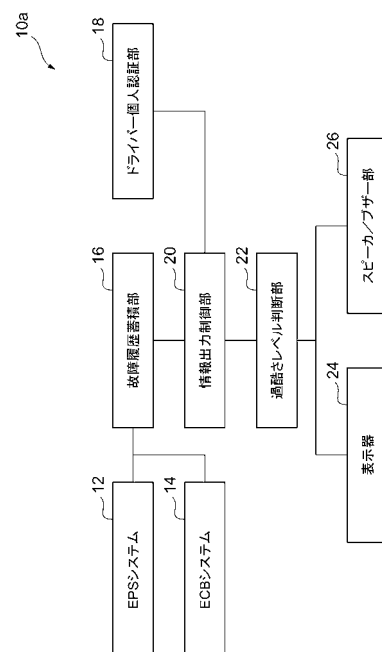 10a
12
EPSシステム
14
ECBシステム
16
故障履歴蓄積部
18
ドライバー個人認証部
20
情報出力制御部
22
過酷さレベル判断部
24
表示器
26
スピーカ/ブザー部